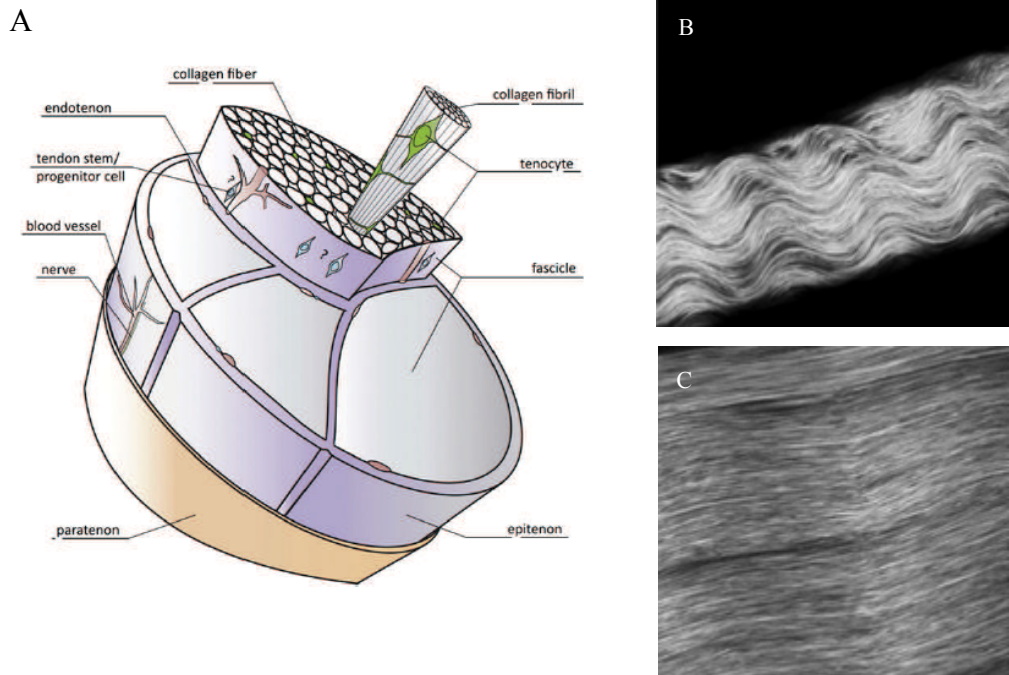 A
collagen fiber
endotenon
tendon stem/
progenitor cell
blood vessel
nerve
paratenon
collagen fibril
tenocyte
fascicle
epitenon
?
?
B
C